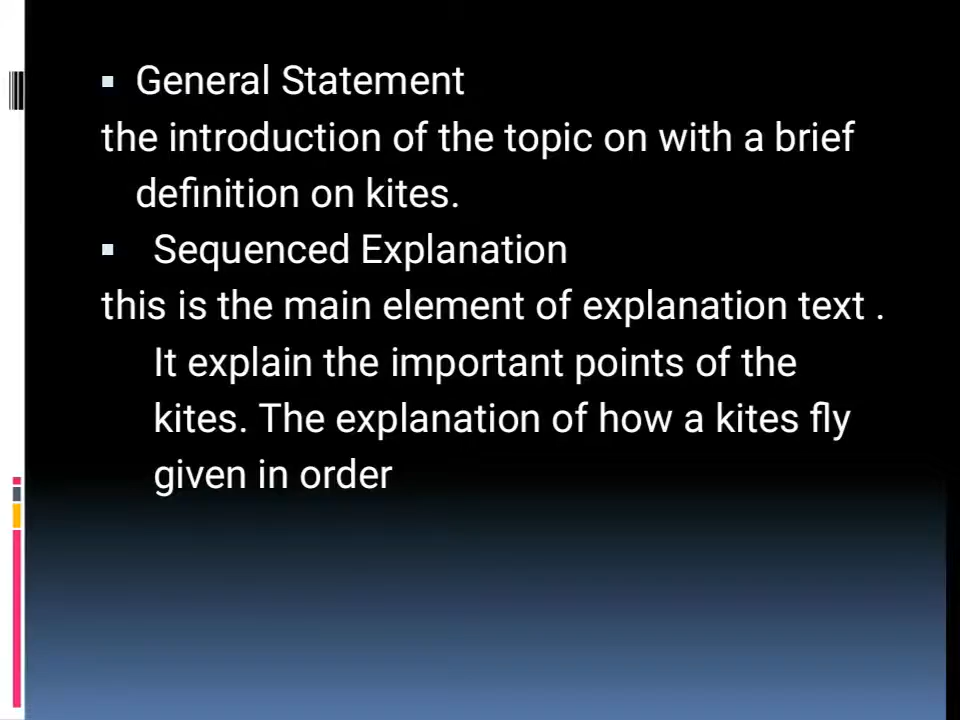 ▪ General Statement
the introduction of the topic on with a brief
definition on kites.
▪ Sequenced Explanation
this is the main element of explanation text .
It explain the important points of the
kites. The explanation of how a kites fly
given in order